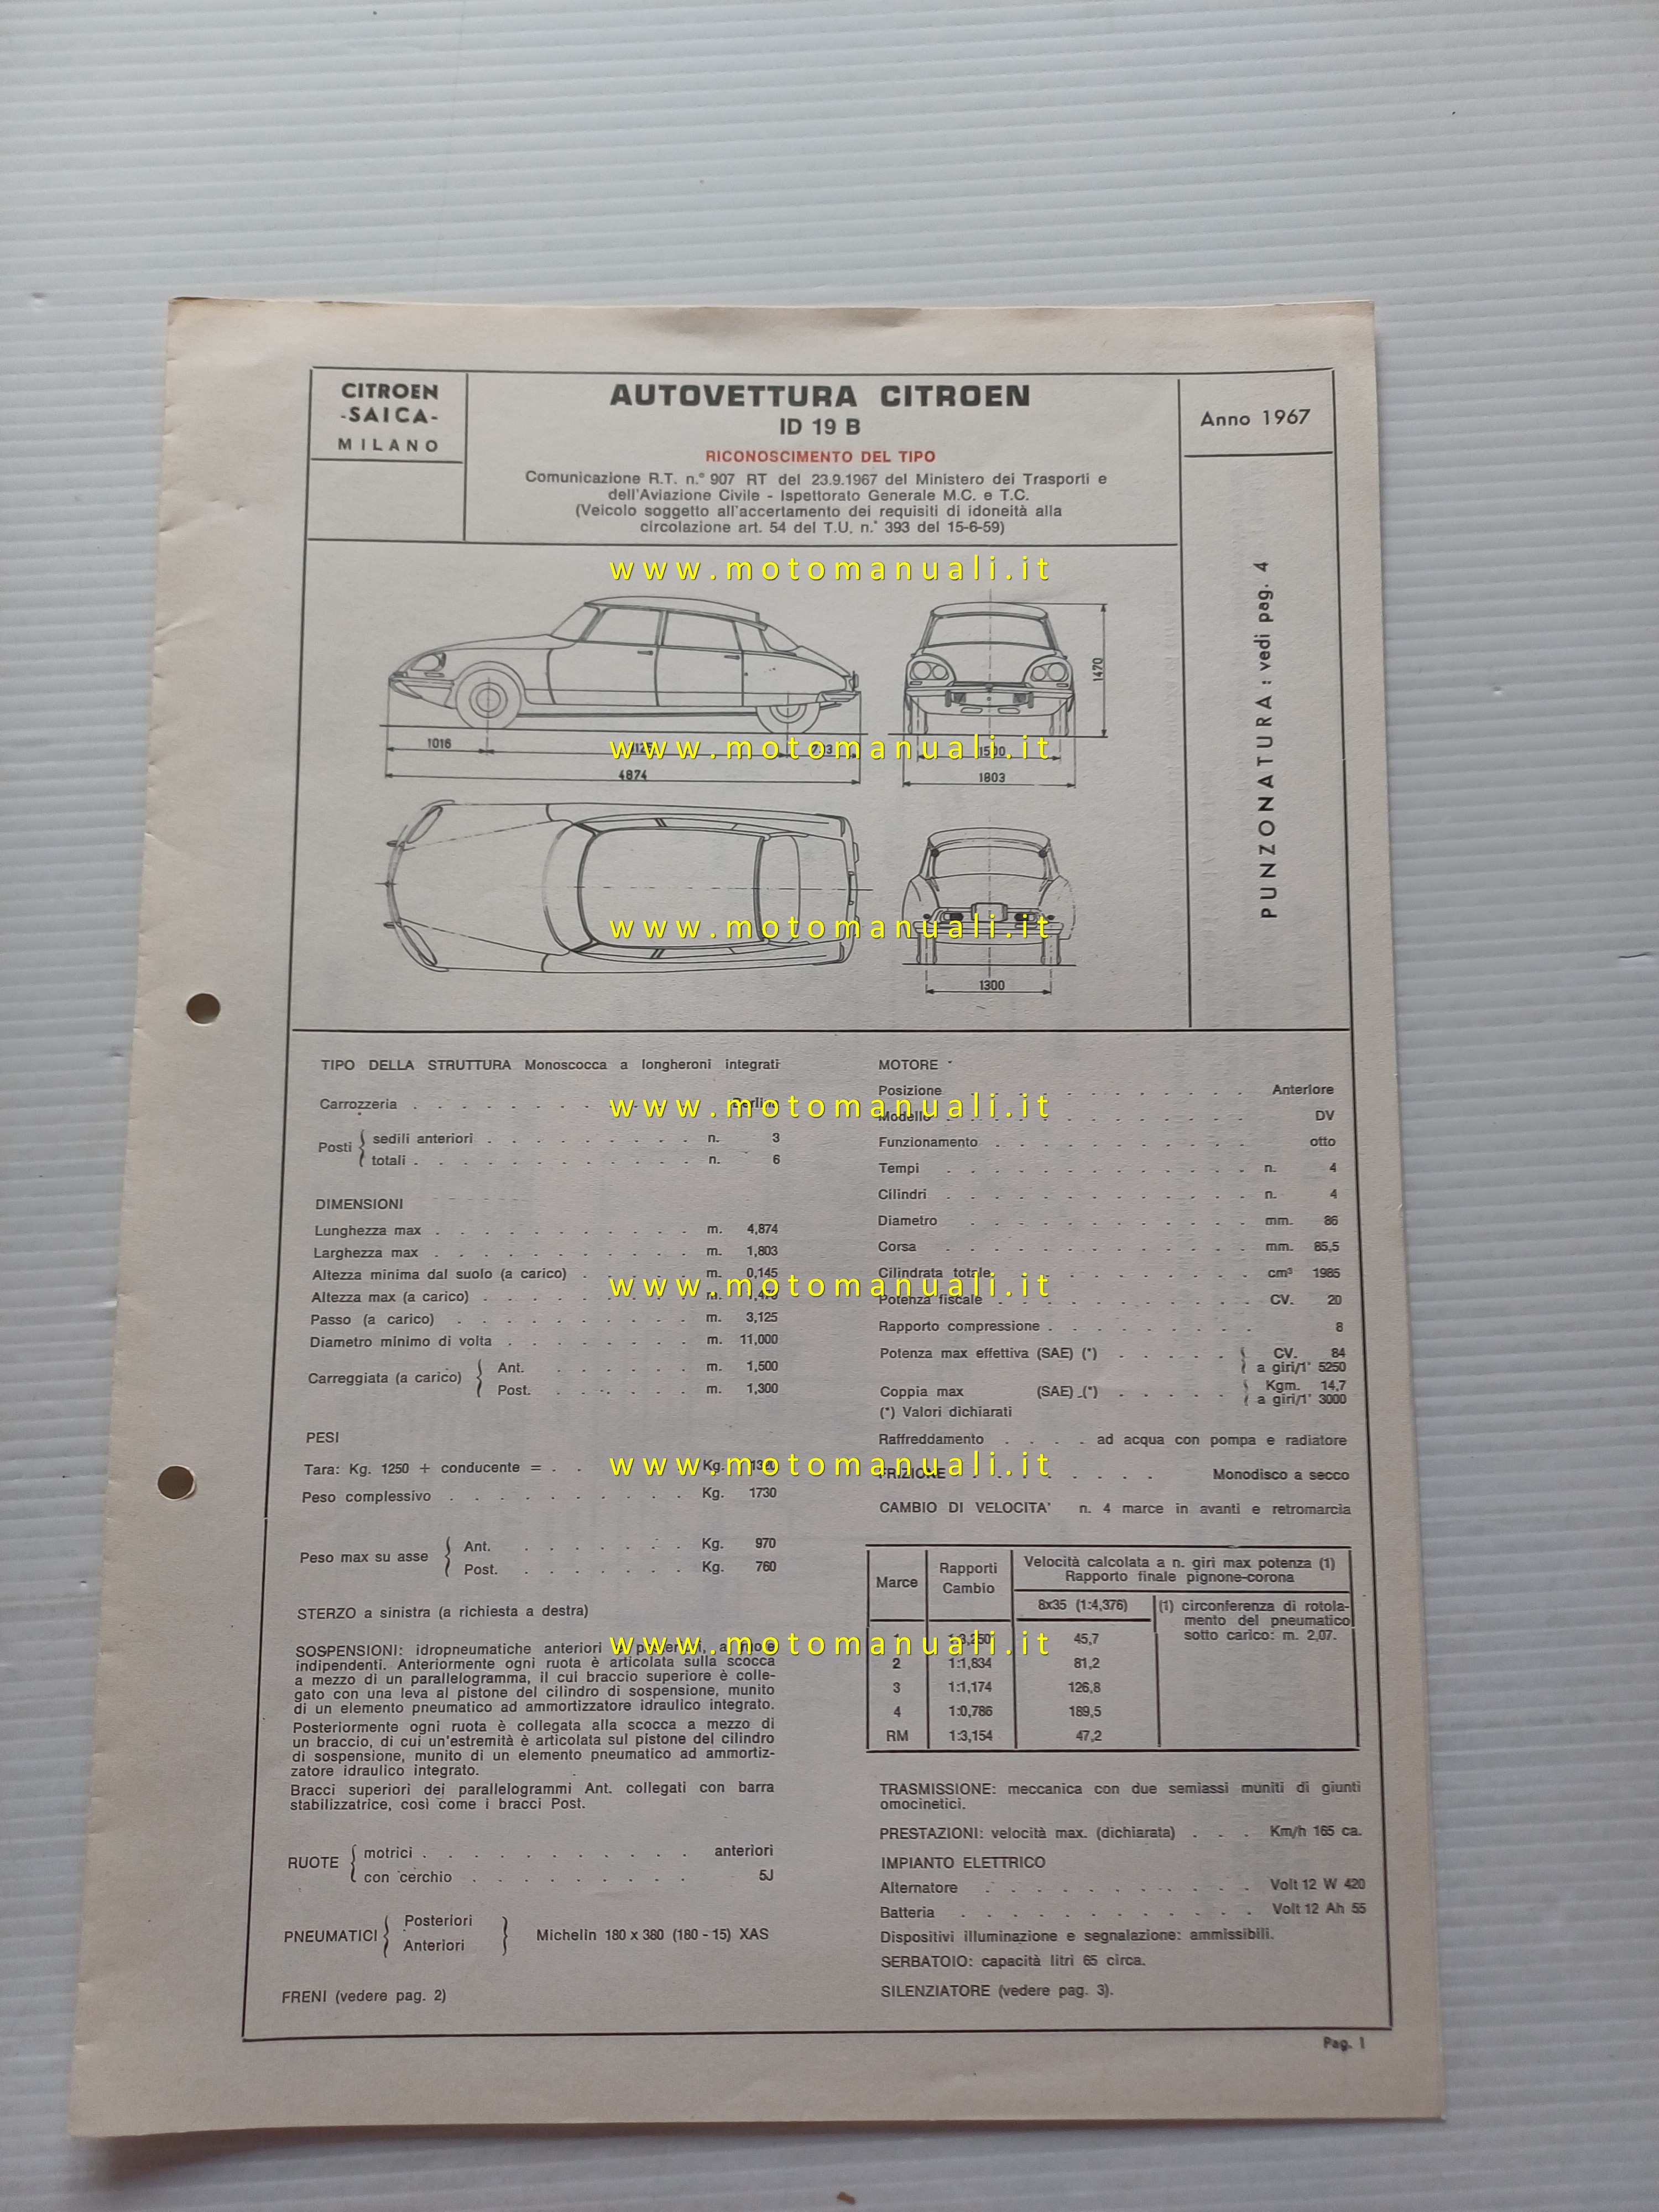 CITROEN
-SAICA-
MILANO
AUTOVETTURA CITROEN
ID 19 B
RICONOSCIMENTO DEL TIPO
Comunicazione R.T. n.° 907 RT del 23.9.1967 del Ministero dei Trasporti e
dell'Aviazione Civile - Ispettorato Generale M.C. e T.C.
(Veicolo soggetto all'accertamento dei requisiti di idoneità alla
circolazione art. 54 del T.U. n.° 393 del 15-6-59)
Anno 1967
PUNZONATURA: vedi pag. 4
www.motomanuali.it
1470
1016
www.motomanuali.it
1500
4874
1803
www.motomanuali.it
1300
TIPO DELLA STRUTTURA Monoscocca a longheroni integrati
Carrozzeria . . . . . . . .
Posti { sedili anteriori . . . . . . . . . . n. 3
totali . . . . . . . . . . . . n. 6
DIMENSIONI
Lunghezza max . . . . . . . . . . . m. 4,874
Larghezza max . . . . . . . . . . . m. 1,803
Altezza minima dal suolo (a carico) . . . . . m. 0,145
Altezza max (a carico) . . . . . . . . . m.
Passo (a carico) . . . . . . . . . . m. 3,125
Diametro minimo di volta . . . . . . . . m. 11,000
Carreggiata (a carico) { Ant. . . . . . . m. 1,500
Post. . . . . . . m. 1,300
PESI
Tara: Kg. 1250 + conducente = . . Kg.
Peso complessivo . . . . . . . . . . Kg. 1730
Peso max su asse { Ant. . . . . . . . Kg. 970
Post. . . . . . . . Kg. 760
STERZO a sinistra (a richiesta a destra)
SOSPENSIONI: idropneumatiche anteriori
indipendenti. Anteriormente ogni ruota è articolata sulla scocca
a mezzo di un parallelogramma, il cui braccio superiore è colle-
gato con una leva al pistone del cilindro di sospensione, munito
di un elemento pneumatico ad ammortizzatore idraulico integrato.
Posteriormente ogni ruota è collegata alla scocca a mezzo di
un braccio, di cui un'estremità è articolata sul pistone del cilindro
di sospensione, munito di un elemento pneumatico ad ammortiz-
zatore idraulico integrato.
Bracci superiori dei parallelogrammi Ant. collegati con barra
stabilizzatrice, così come i bracci Post.
RUOTE { motrici . . . . . . . . . . . anteriori
con cerchio . . . . . . . . . 5J
PNEUMATICI { Posteriori
Anteriori } Michelin 180 x 380 (180 - 15) XAS
FRENI (vedere pag. 2)
MOTORE
Posizione . . . . . . . . . . . Anteriore
Modello . . . . . . . . . . . . DV
Funzionamento . . . . . . . . . . otto
Tempi . . . . . . . . . . . . n. 4
Cilindri . . . . . . . . . . . . n. 4
Diametro . . . . . . . . . . . . mm. 86
Corsa . . . . . . . . . . . . mm. 85,5
Cilindrata totale . . . . . . . . . cm³ 1985
Potenza fiscale . . . . . . . . . . CV. 20
Rapporto compressione . . . . . . . . . 8
Potenza max effettiva (SAE) (*) . . . . . { CV. 84
a giri/1' 5250
Coppia max (SAE) (*) . . . . . { Kgm. 14,7
a giri/1' 3000
(*) Valori dichiarati
Raffreddamento . . . . ad acqua con pompa e radiatore
FRIZIONE . . . . . . . . Monodisco a secco
CAMBIO DI VELOCITA' n. 4 marce in avanti e retromarcia
Marce Rapporti Cambio Velocità calcolata a n. giri max potenza (1)
Rapporto finale pignone-corona
8x35 (1:4,376) (1) circonferenza di rotola-
mento del pneumatico
sotto carico: m. 2,07.
1 1:3,250 45,7
2 1:1,834 81,2
3 1:1,174 126,8
4 1:0,786 189,5
RM 1:3,154 47,2
TRASMISSIONE: meccanica con due semiassi muniti di giunti
omocinetici.
PRESTAZIONI: velocità max. (dichiarata) . . . Km/h 165 ca.
IMPIANTO ELETTRICO
Alternatore . . . . . . . . . . . Volt 12 W 420
Batteria . . . . . . . . . . . . Volt 12 Ah 55
Dispositivi illuminazione e segnalazione: ammissibili.
SERBATOIO: capacità litri 65 circa.
SILENZIATORE (vedere pag. 3).
www.motomanuali.it
www.motomanuali.it
www.motomanuali.it
www.motomanuali.it
Pag. 1